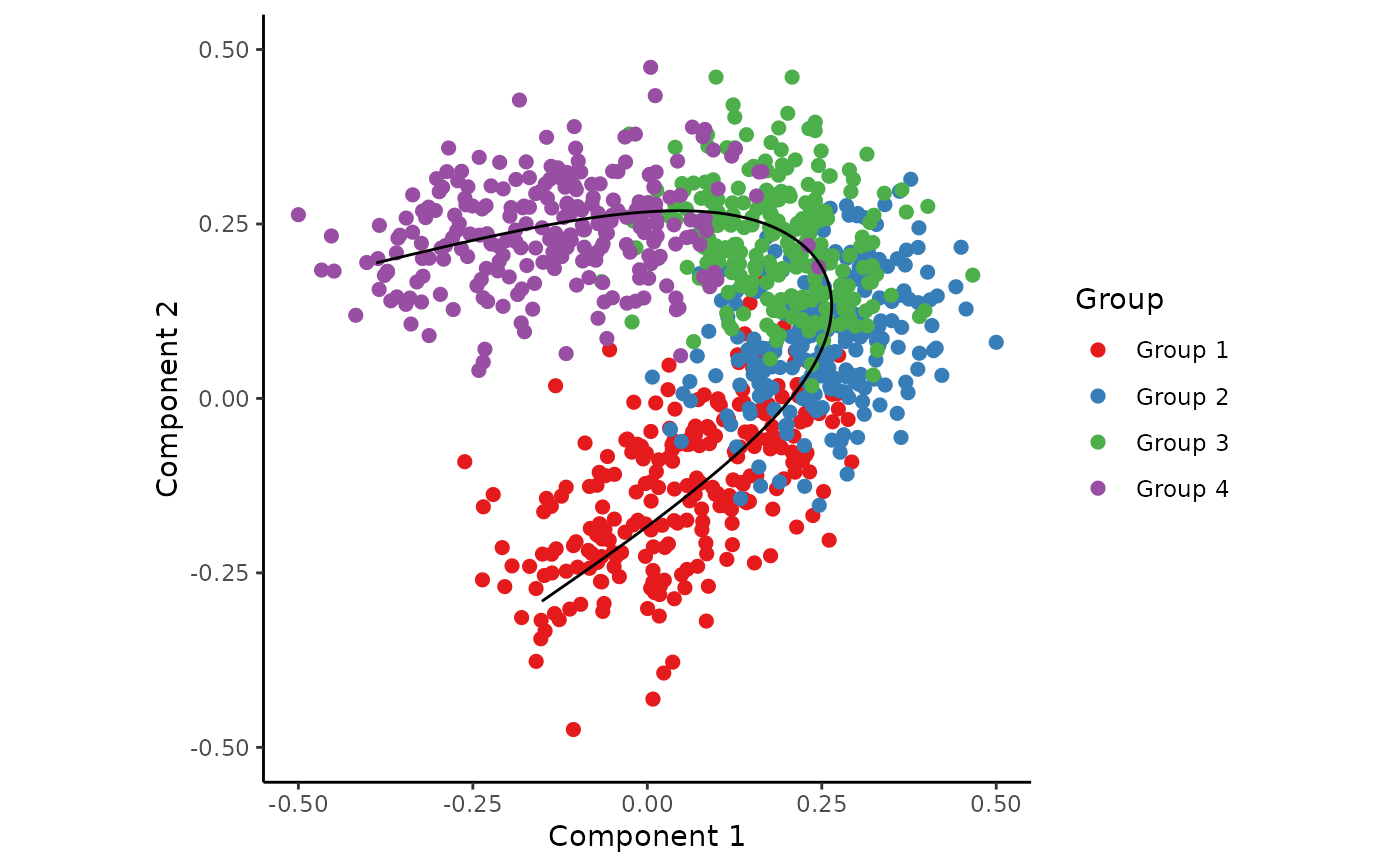 0.50
0.25
0.00
-0.25
-0.50
Component 2
-0.50 -0.25 0.00 0.25 0.50
Component 1
Group
Group 1
Group 2
Group 3
Group 4